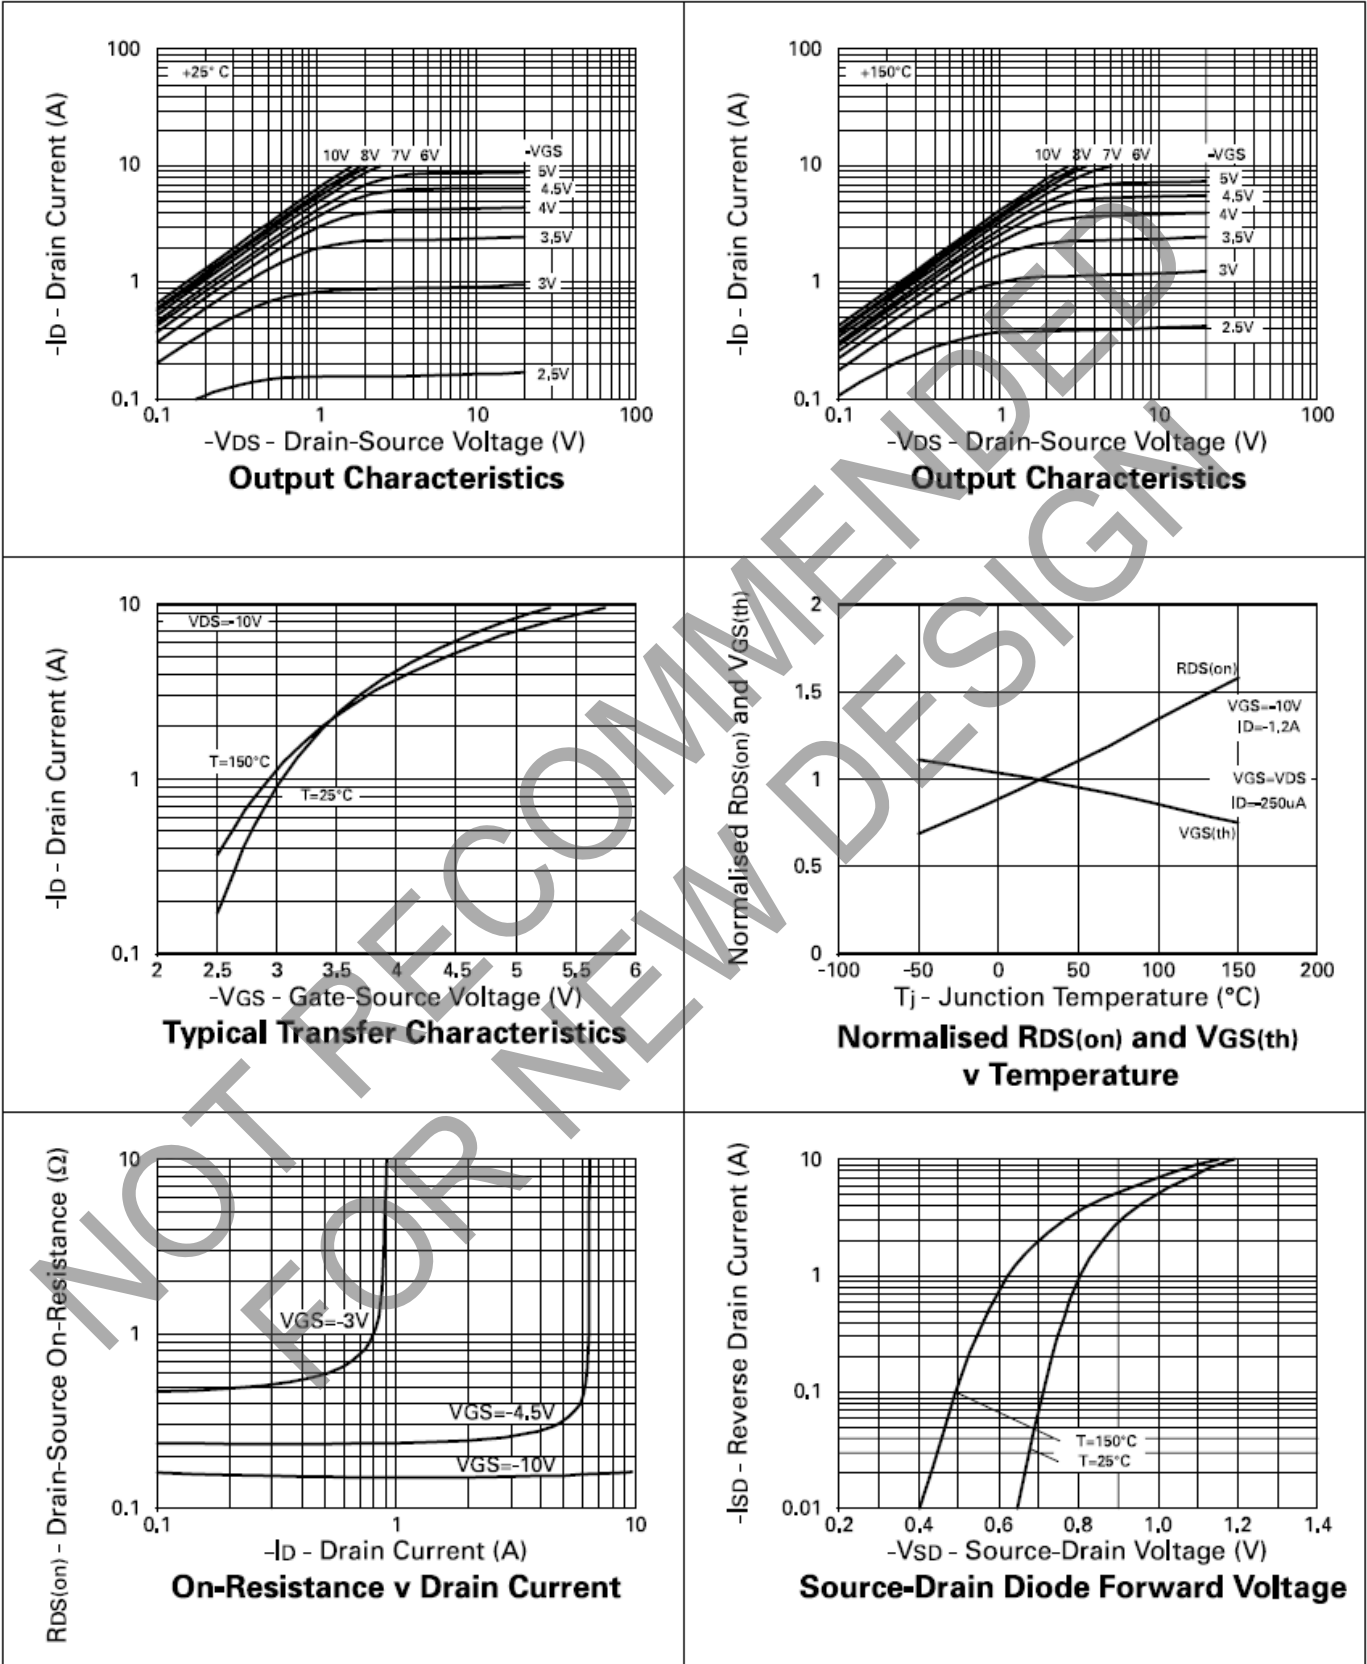 100
10
1
0.1
-ID - Drain Current (A)
+25° C
10V 8V 7V 6V
-VGS
5V
4.5V
4V
3.5V
3V
2.5V
0.1 1 10 100
-VDS - Drain-Source Voltage (V)
Output Characteristics
100
10
1
0.1
-ID - Drain Current (A)
+150°C
10V 8V 7V 6V
-VGS
5V
4.5V
4V
3.5V
3V
2.5V
0.1 1 10 100
-VDS - Drain-Source Voltage (V)
Output Characteristics
10
1
0.1
-ID - Drain Current (A)
VDS=-10V
T=150°C
T=25°C
2 2.5 3 3.5 4 4.5 5 5.5 6
-VGS - Gate-Source Voltage (V)
Typical Transfer Characteristics
2
1.5
1
0.5
0
Normalised RDS(on) and VGS(th)
RDS(on)
VGS=-10V
ID=-1.2A
VGS=VDS
ID=-250uA
VGS(th)
-100 -50 0 50 100 150 200
Tj - Junction Temperature (°C)
Normalised RDS(on) and VGS(th)
v Temperature
10
1
0.1
RDS(on) - Drain-Source On-Resistance (Ω)
VGS=-3V
VGS=-4.5V
VGS=-10V
0.1 1 10
-ID - Drain Current (A)
On-Resistance v Drain Current
10
1
0.1
0.01
-ISD - Reverse Drain Current (A)
T=150°C
T=25°C
0.2 0.4 0.6 0.8 1.0 1.2 1.4
-VSD - Source-Drain Voltage (V)
Source-Drain Diode Forward Voltage
NOT RECOMMENDED
FOR NEW DESIGN